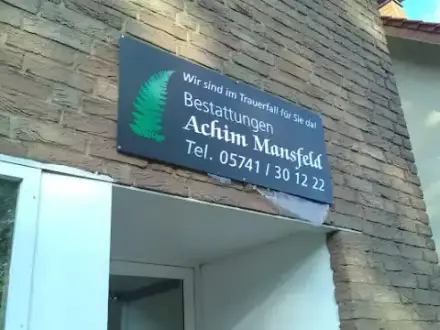 Wir sind im Trauerfall für Sie da!
Bestattungen
Achim Mansfeld
Tel. 05741 / 30 12 22